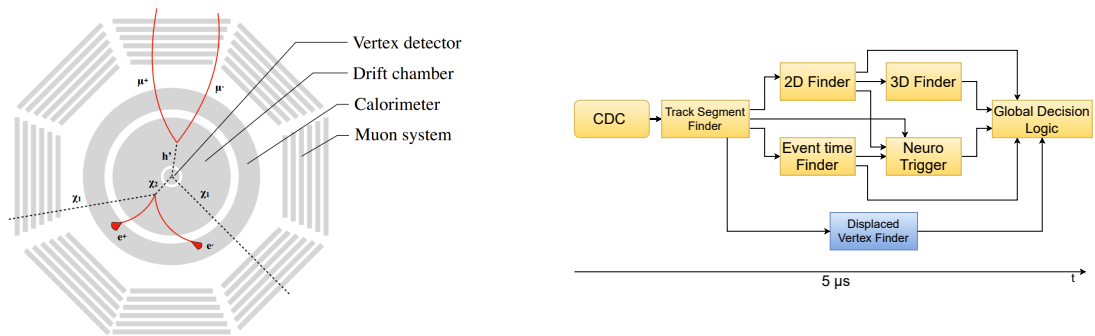 μ⁺
μ⁻
h'
χ₂
χ₁
χ₁
e⁺
e⁻
Vertex detector
Drift chamber
Calorimeter
Muon system
CDC
Track Segment
Finder
2D Finder
3D Finder
Event time
Finder
Neuro
Trigger
Global Decision
Logic
Displaced
Vertex Finder
5 μs
t